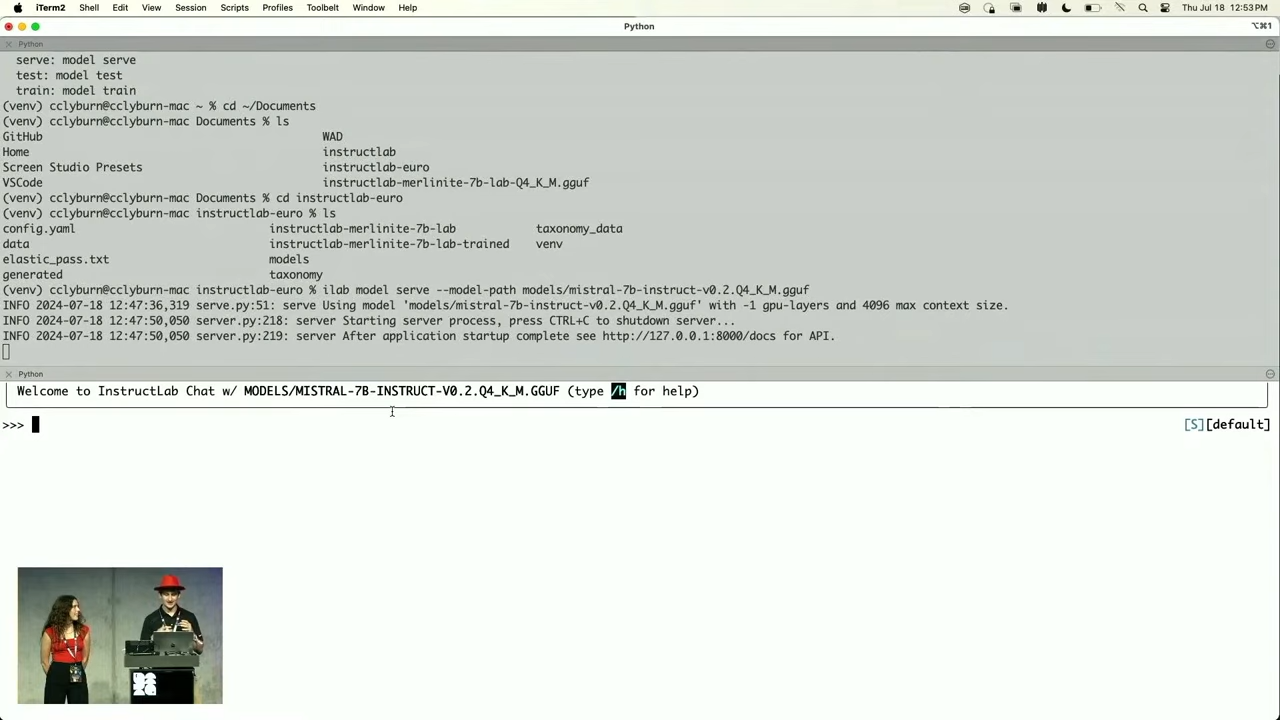 iTerm2 Shell Edit View Session Scripts Profiles Toolbelt Window Help Thu Jul 18 12:53 PM
Python ⌥⌘1
Python
serve: model serve
test: model test
train: model train
(venv) cclyburn@cclyburn-mac ~ % cd ~/Documents
(venv) cclyburn@cclyburn-mac Documents % ls
GitHub WAD
Home instructlab
Screen Studio Presets instructlab-euro
VSCode instructlab-merlinite-7b-lab-Q4_K_M.gguf
(venv) cclyburn@cclyburn-mac Documents % cd instructlab-euro
(venv) cclyburn@cclyburn-mac instructlab-euro % ls
config.yaml instructlab-merlinite-7b-lab taxonomy_data
data instructlab-merlinite-7b-lab-trained venv
elastic_pass.txt models
generated taxonomy
(venv) cclyburn@cclyburn-mac instructlab-euro % ilab model serve --model-path models/mistral-7b-instruct-v0.2.Q4_K_M.gguf
INFO 2024-07-18 12:47:36,319 serve.py:51: serve Using model 'models/mistral-7b-instruct-v0.2.Q4_K_M.gguf' with -1 gpu-layers and 4096 max context size.
INFO 2024-07-18 12:47:50,050 server.py:218: server Starting server process, press CTRL+C to shutdown server...
INFO 2024-07-18 12:47:50,050 server.py:219: server After application startup complete see http://127.0.0.1:8000/docs for API.
Python
Welcome to InstructLab Chat w/ MODELS/MISTRAL-7B-INSTRUCT-V0.2.Q4_K_M.GGUF (type /h for help)
>>> [S][default]